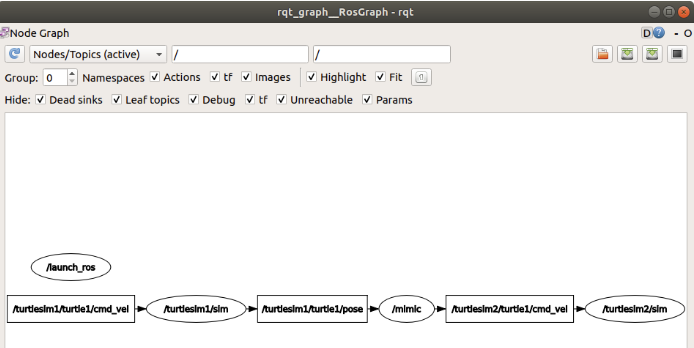 rqt_graph__RosGraph - rqt
Node Graph D ? - O
Nodes/Topics (active) / /
Group: 0 Namespaces Actions tf Images Highlight Fit
Hide: Dead sinks Leaf topics Debug tf Unreachable Params
/launch_ros
/turtlesim1/turtle1/cmd_vel /turtlesim1/sim /turtlesim1/turtle1/pose /mimic /turtlesim2/turtle1/cmd_vel /turtlesim2/sim